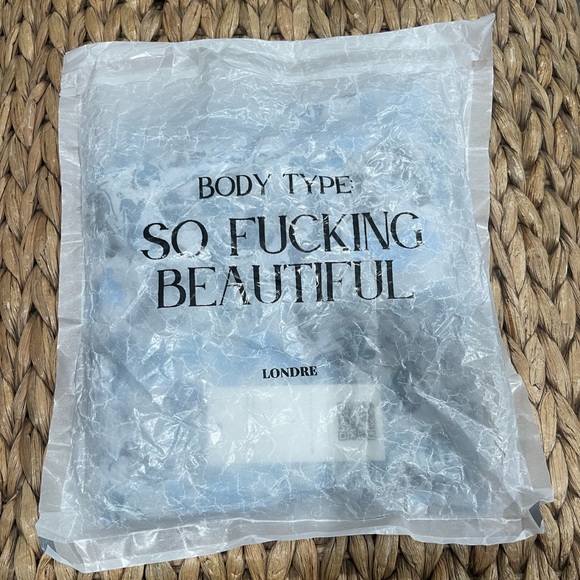 BODY TYPE:
SO FUCKING
BEAUTIFUL
LONDRE